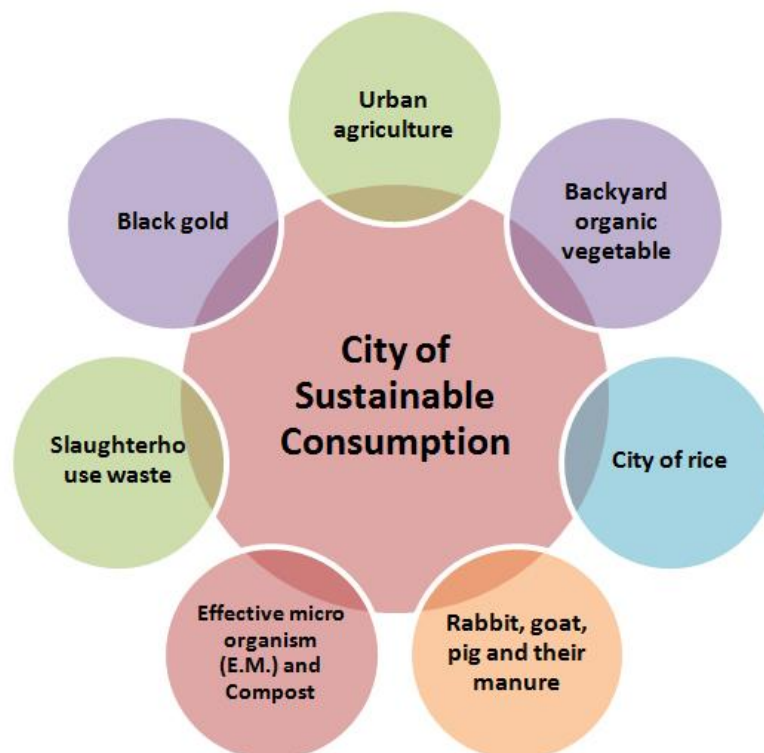 Urban
agriculture
Backyard
organic
vegetable
City of rice
Rabbit, goat,
pig and their
manure
Effective micro
organism
(E.M.) and
Compost
Slaughterho
use waste
Black gold
City of
Sustainable
Consumption